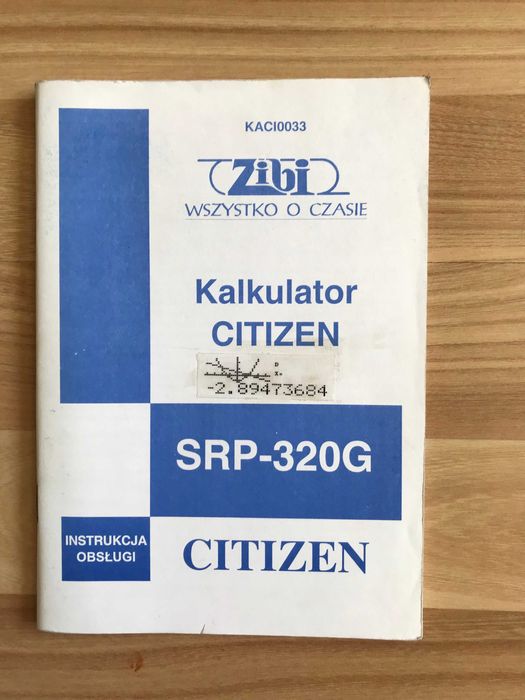 KACI0033
Zibi
WSZYSTKO O CZASIE
Kalkulator
CITIZEN
-2.89473684
SRP-320G
INSTRUKCJA
OBSŁUGI
CITIZEN